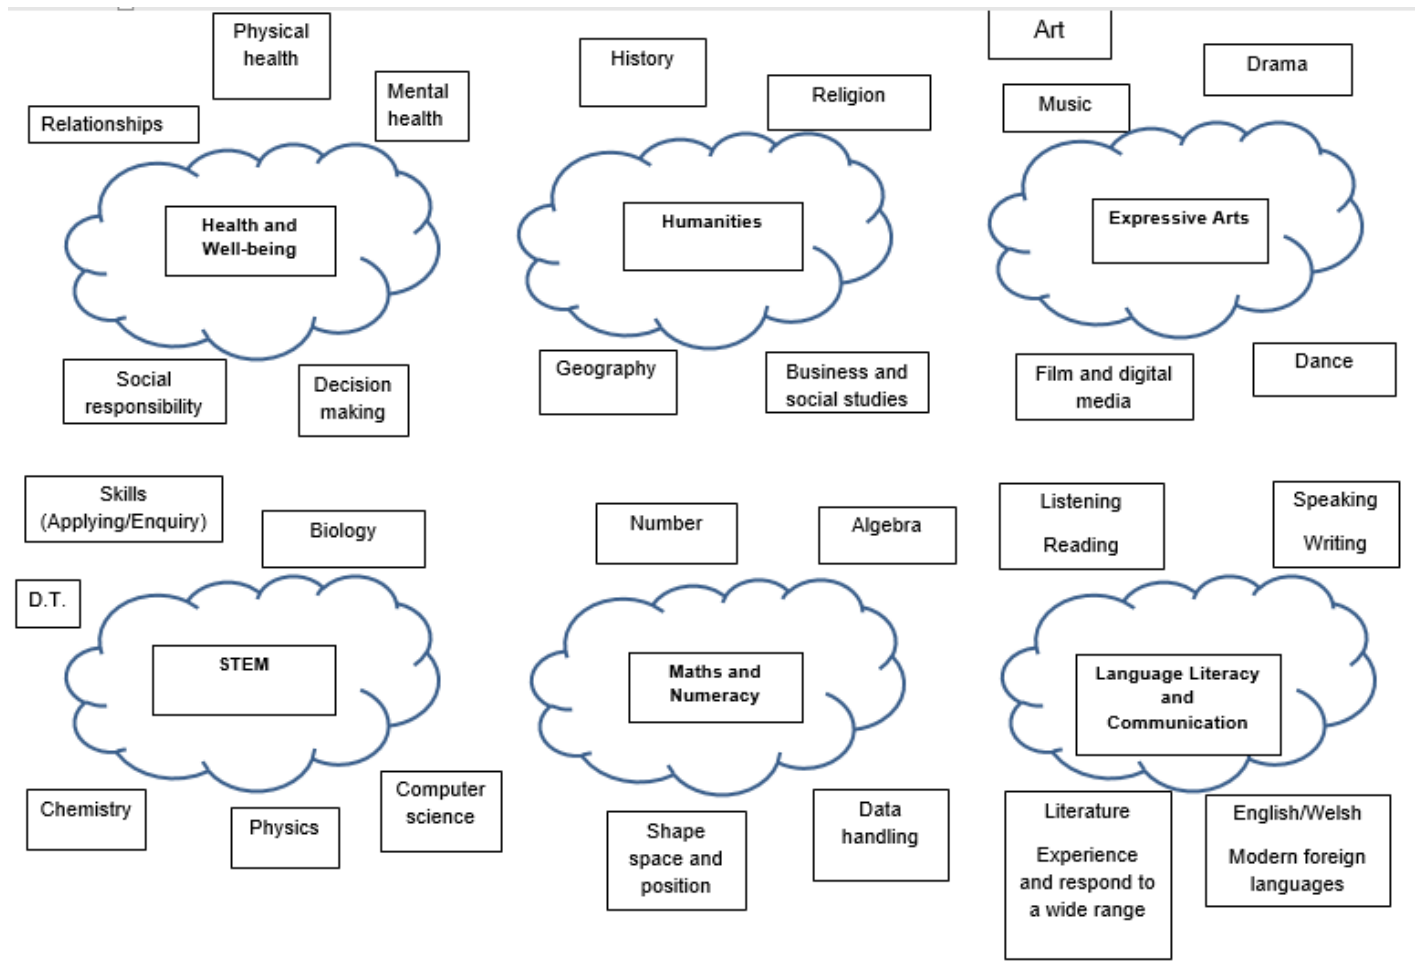 Physical
health
Mental
health
Relationships
Health and
Well-being
Social
responsibility
Decision
making
History
Religion
Humanities
Geography
Business and
social studies
Art
Drama
Music
Expressive Arts
Film and digital
media
Dance
Skills
(Applying/Enquiry)
Biology
D.T.
STEM
Chemistry
Physics
Computer
science
Number
Algebra
Maths and
Numeracy
Shape
space and
position
Data
handling
Listening
Reading
Speaking
Writing
Language Literacy
and
Communication
Literature
Experience
and respond to
a wide range
English/Welsh
Modern foreign
languages